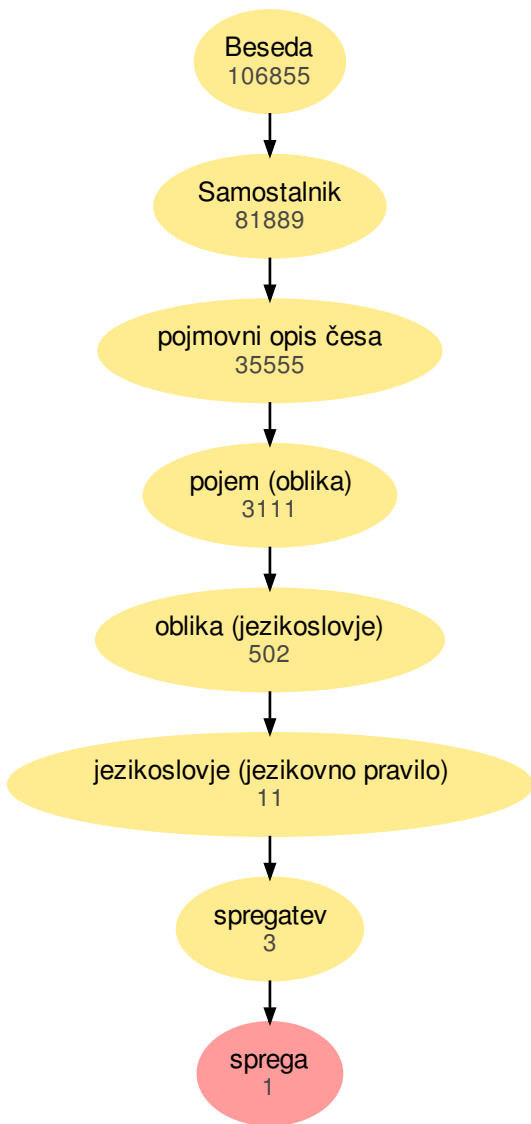 Beseda
106855
Samostalnik
81889
pojmovni opis česa
35555
pojem (oblika)
3111
oblika (jezikoslovje)
502
jezikoslovje (jezikovno pravilo)
11
spregatev
3
sprega
1